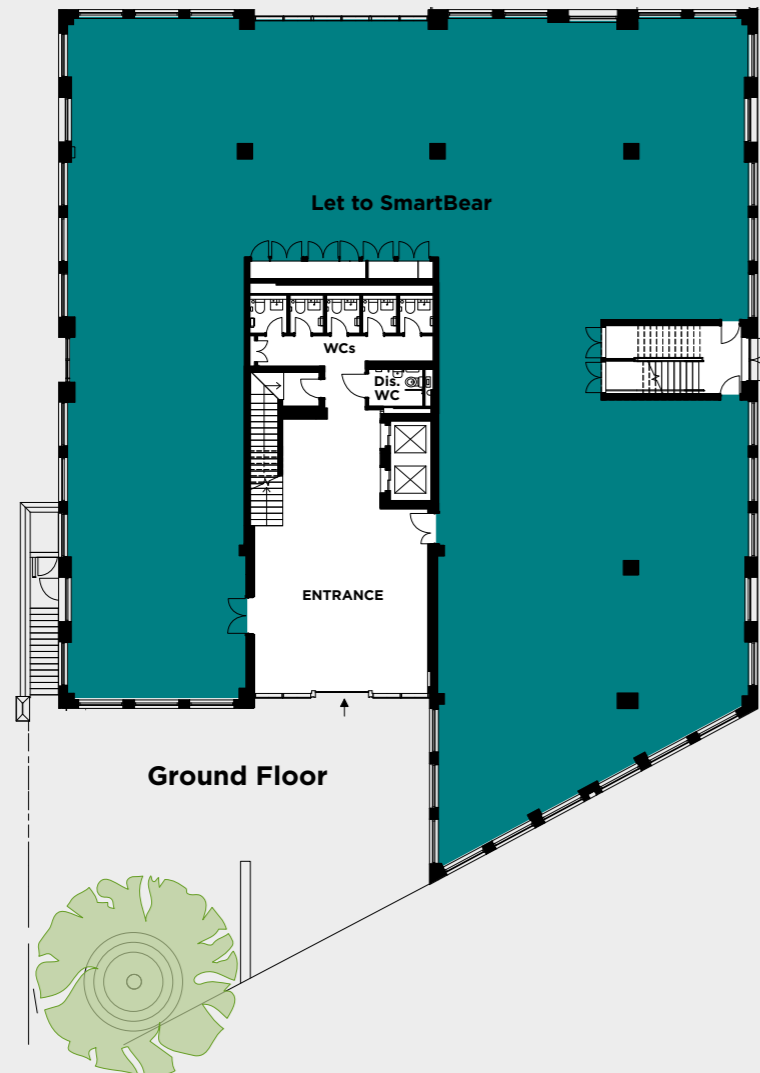 Let to SmartBear
WCs
Dis.
WC
ENTRANCE
Ground Floor